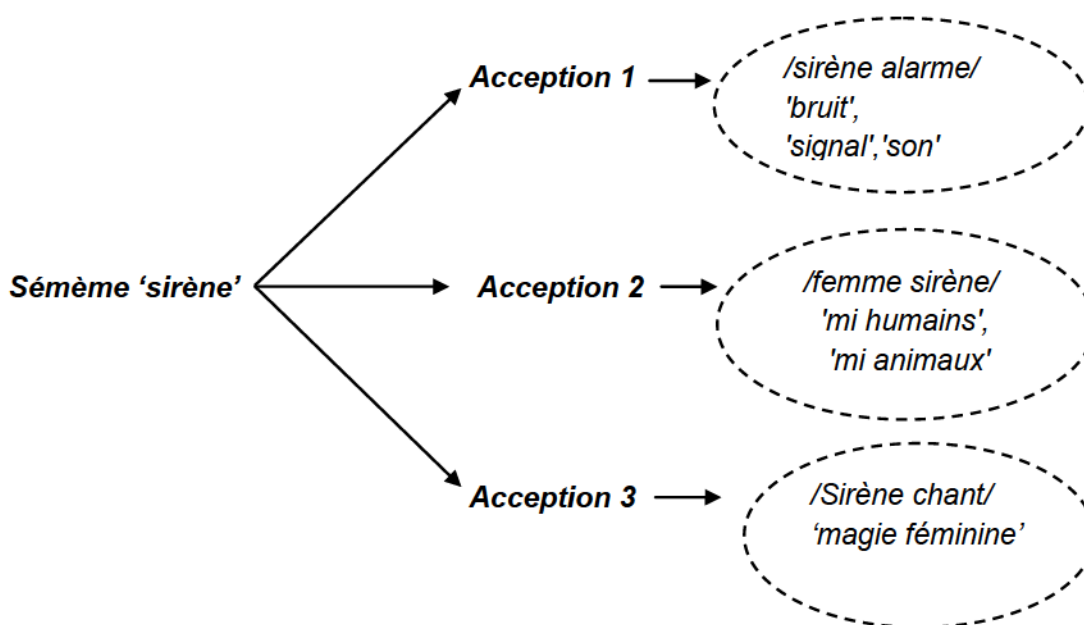 Acception 1
/sirène alarme/
'bruit',
'signal','son'
Sémème ‘sirène’
Acception 2
/femme sirène/
'mi humains',
'mi animaux'
Acception 3
/Sirène chant/
‘magie féminine’